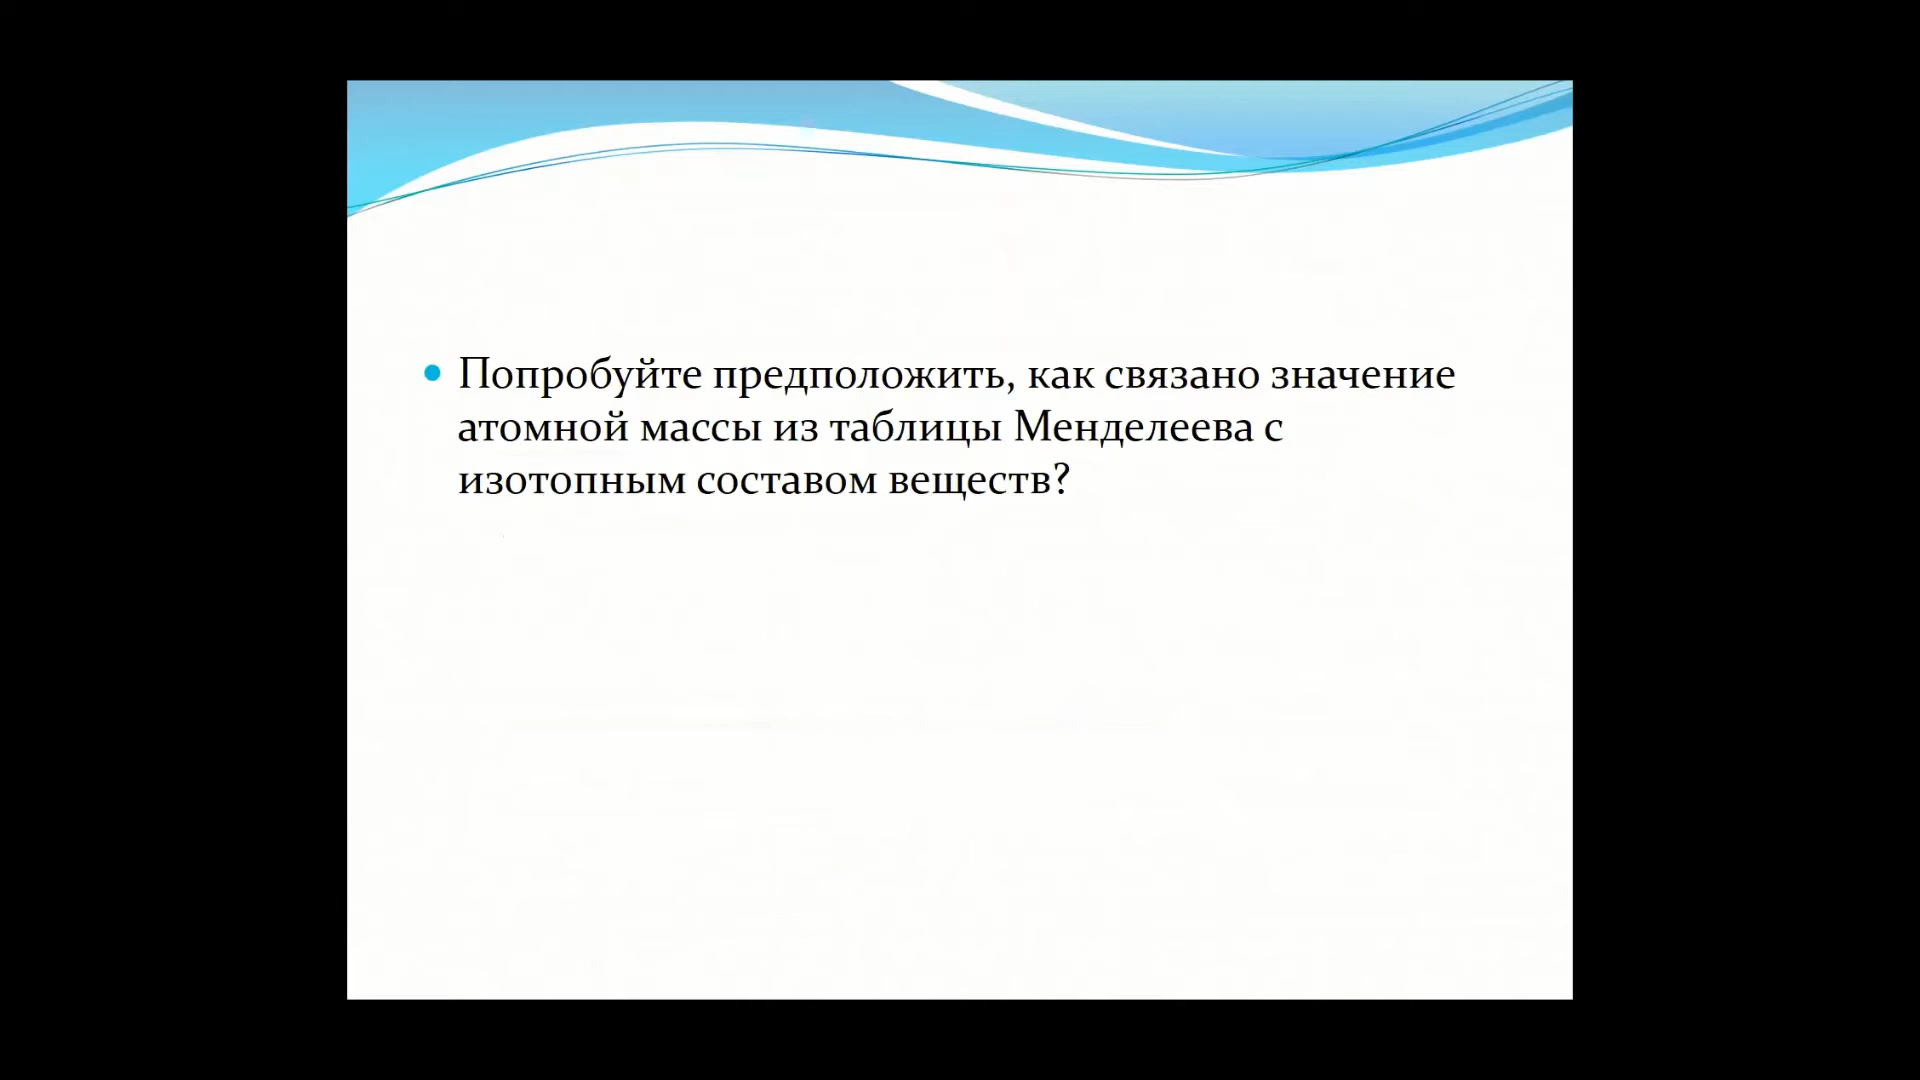 Попробуйте предположить, как связано значение
атомной массы из таблицы Менделеева с
изотопным составом веществ?